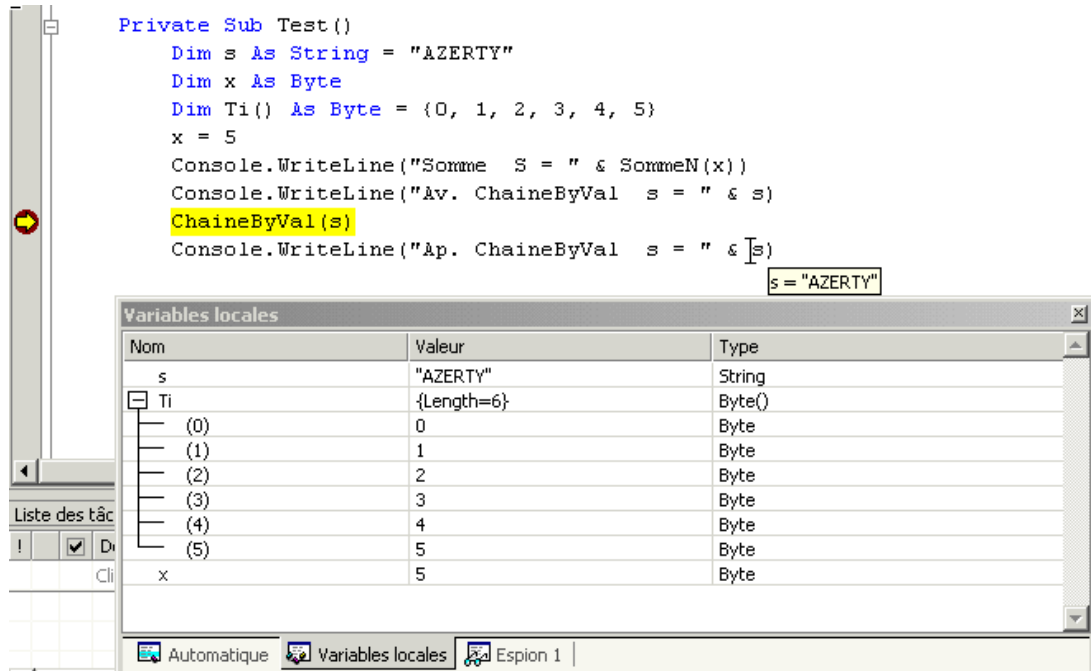 Private Sub Test()
Dim s As String = "AZERTY"
Dim x As Byte
Dim Ti() As Byte = {0, 1, 2, 3, 4, 5}
x = 5
Console.WriteLine("Somme  S = " & SommeN(x))
Console.WriteLine("Av. ChaineByVal  s = " & s)
ChaineByVal(s)
Console.WriteLine("Ap. ChaineByVal  s = " & s)
s = "AZERTY"
Variables locales
Nom Valeur Type
s "AZERTY" String
Ti {Length=6} Byte()
(0) 0 Byte
(1) 1 Byte
(2) 2 Byte
(3) 3 Byte
(4) 4 Byte
(5) 5 Byte
x 5 Byte
Liste des tâc
! D
Cli
Automatique Variables locales Espion 1